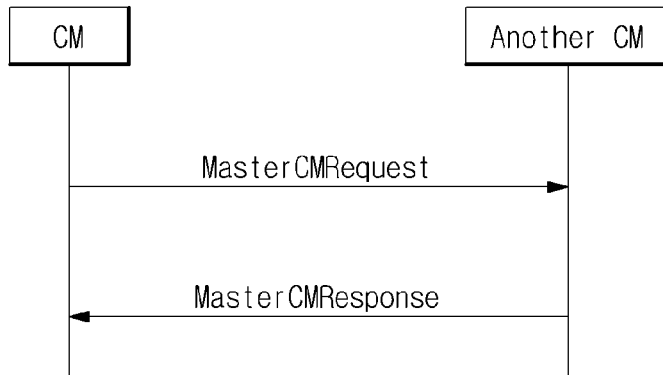 CM
Another CM
MasterCMRequest
MasterCMResponse